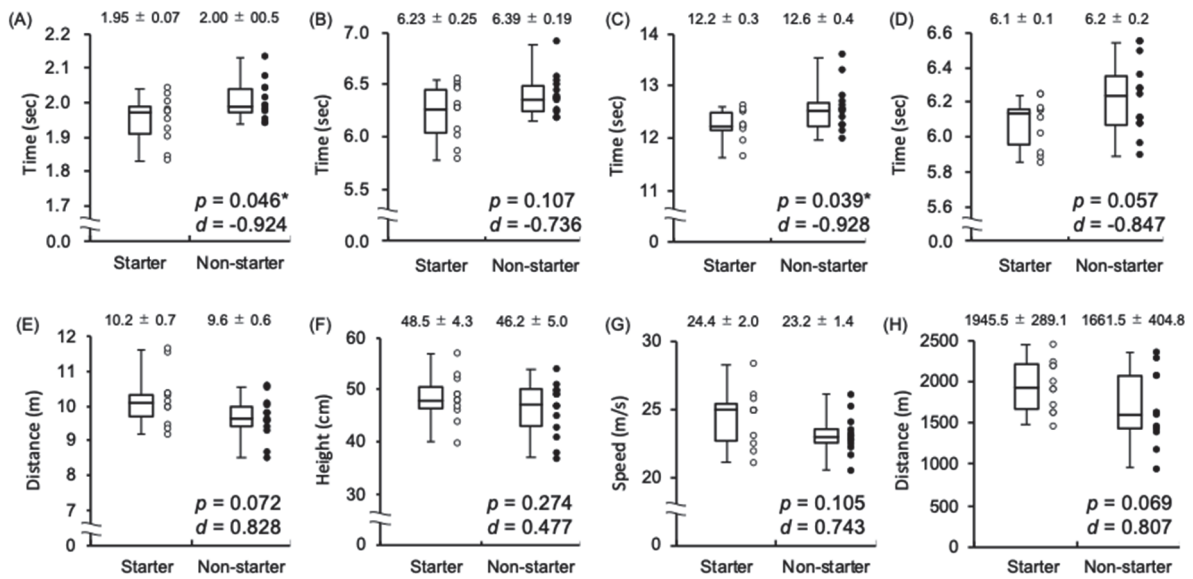 (A) 1.95 ± 0.07 2.00 ± 00.5
Time (sec)
2.2
2.1
2.0
1.9
1.8
1.7
0.0
p = 0.046*
d = -0.924
Starter Non-starter
(B) 6.23 ± 0.25 6.39 ± 0.19
Time (sec)
7.0
6.5
6.0
5.5
0.0
p = 0.107
d = -0.736
Starter Non-starter
(C) 12.2 ± 0.3 12.6 ± 0.4
Time (sec)
14
13
12
11
0
p = 0.039*
d = -0.928
Starter Non-starter
(D) 6.1 ± 0.1 6.2 ± 0.2
Time (sec)
6.6
6.4
6.2
6.0
5.8
5.6
0.0
p = 0.057
d = -0.847
Starter Non-starter
(E) 10.2 ± 0.7 9.6 ± 0.6
Distance (m)
12
11
10
9
8
7
0
p = 0.072
d = 0.828
Starter Non-starter
(F) 48.5 ± 4.3 46.2 ± 5.0
Height (cm)
60
50
40
30
0
p = 0.274
d = 0.477
Starter Non-starter
(G) 24.4 ± 2.0 23.2 ± 1.4
Speed (m/s)
30
25
20
0
p = 0.105
d = 0.743
Starter Non-starter
(H) 1945.5 ± 289.1 1661.5 ± 404.8
Distance (m)
2500
2000
1500
1000
500
0
p = 0.069
d = 0.807
Starter Non-starter